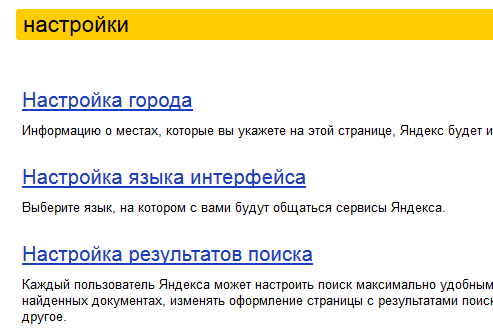 настройки
Настройка города
Информацию о местах, которые вы укажете на этой странице, Яндекс будет и
Настройка языка интерфейса
Выберите язык, на котором с вами будут общаться сервисы Яндекса.
Настройка результатов поиска
Каждый пользователь Яндекса может настроить поиск максимально удобным
найденных документах, изменять оформление страницы с результатами поиск
другое.